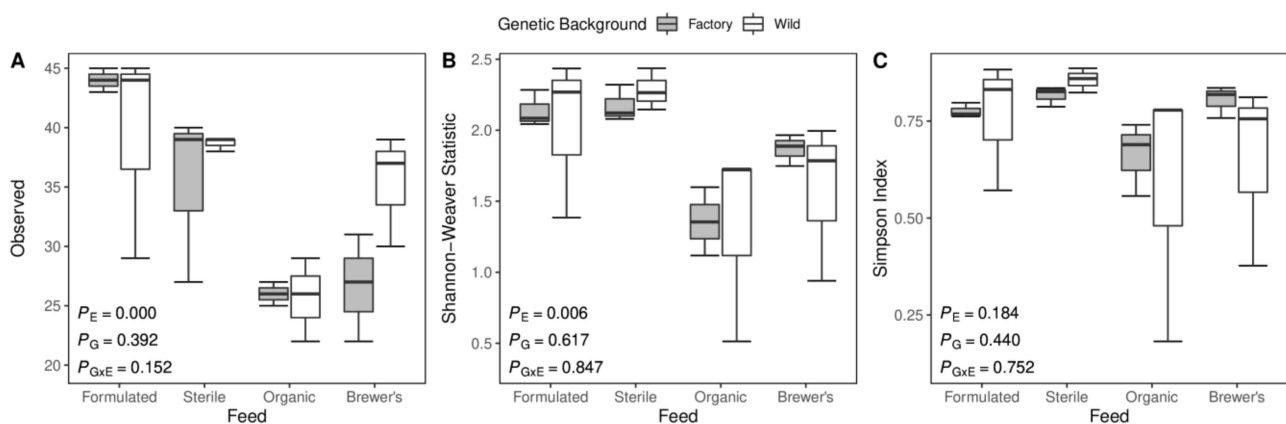 Genetic Background Factory Wild
A
Observed
45
40
35
30
25
20
P_E = 0.000
P_G = 0.392
P_GxE = 0.152
Formulated Sterile Organic Brewer's
Feed
B
Shannon−Weaver Statistic
2.5
2.0
1.5
1.0
0.5
P_E = 0.006
P_G = 0.617
P_GxE = 0.847
Formulated Sterile Organic Brewer's
Feed
C
Simpson Index
0.75
0.50
0.25
P_E = 0.184
P_G = 0.440
P_GxE = 0.752
Formulated Sterile Organic Brewer's
Feed